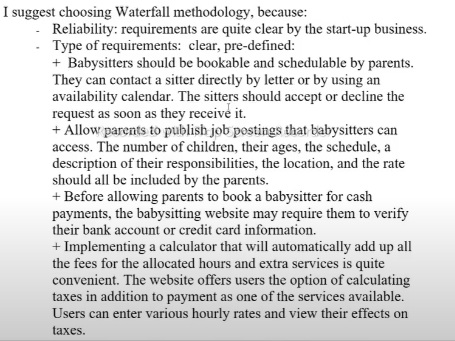 I suggest choosing Waterfall methodology, because:
- Reliability: requirements are quite clear by the start-up business.
- Type of requirements: clear, pre-defined:
+ Babysitters should be bookable and schedulable by parents.
They can contact a sitter directly by letter or by using an
availability calendar. The sitters should accept or decline the
request as soon as they receive it.
+ Allow parents to publish job postings that babysitters can
access. The number of children, their ages, the schedule, a
description of their responsibilities, the location, and the rate
should all be included by the parents.
+ Before allowing parents to book a babysitter for cash
payments, the babysitting website may require them to verify
their bank account or credit card information.
+ Implementing a calculator that will automatically add up all
the fees for the allocated hours and extra services is quite
convenient. The website offers users the option of calculating
taxes in addition to payment as one of the services available.
Users can enter various hourly rates and view their effects on
taxes.